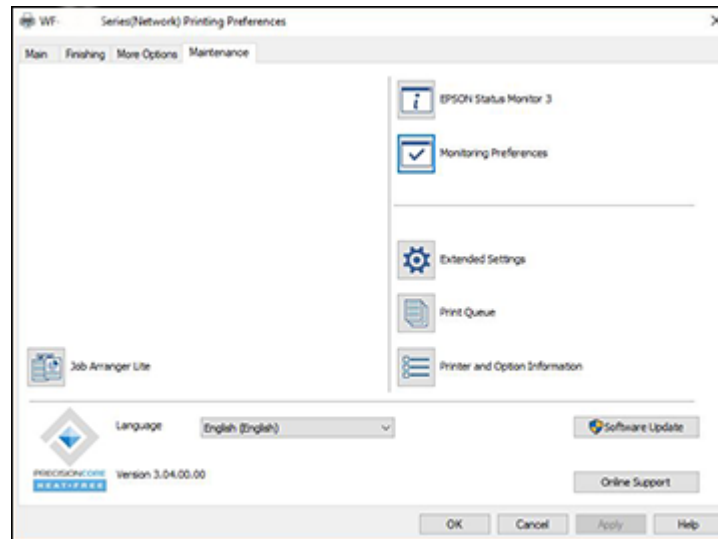 WF- Series(Network) Printing Preferences
Main Finishing More Options Maintenance
i EPSON Status Monitor 3
Monitoring Preferences
Extended Settings
Print Queue
Job Arranger Lite
Printer and Option Information
Language English (English)
Software Update
PRECISIONCORE
HEAT-FREE
Version 3.04.00.00
Online Support
OK Cancel Apply Help